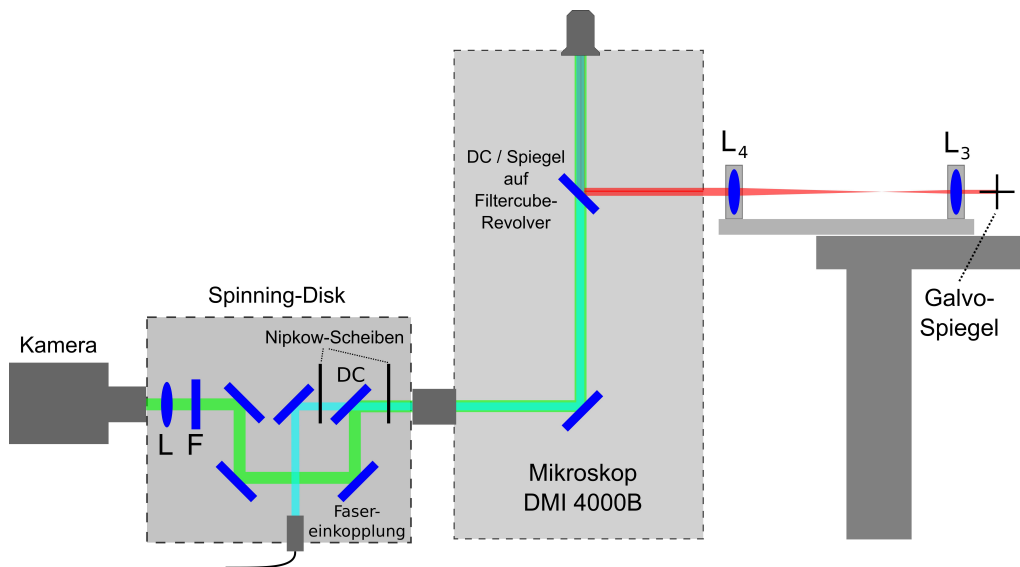 Kamera
Spinning-Disk
Nipkow-Scheiben
DC
L
F
Faser-
einkopplung
DC / Spiegel
auf
Filtercube-
Revolver
Mikroskop
DMI 4000B
L4
L3
Galvo-
Spiegel